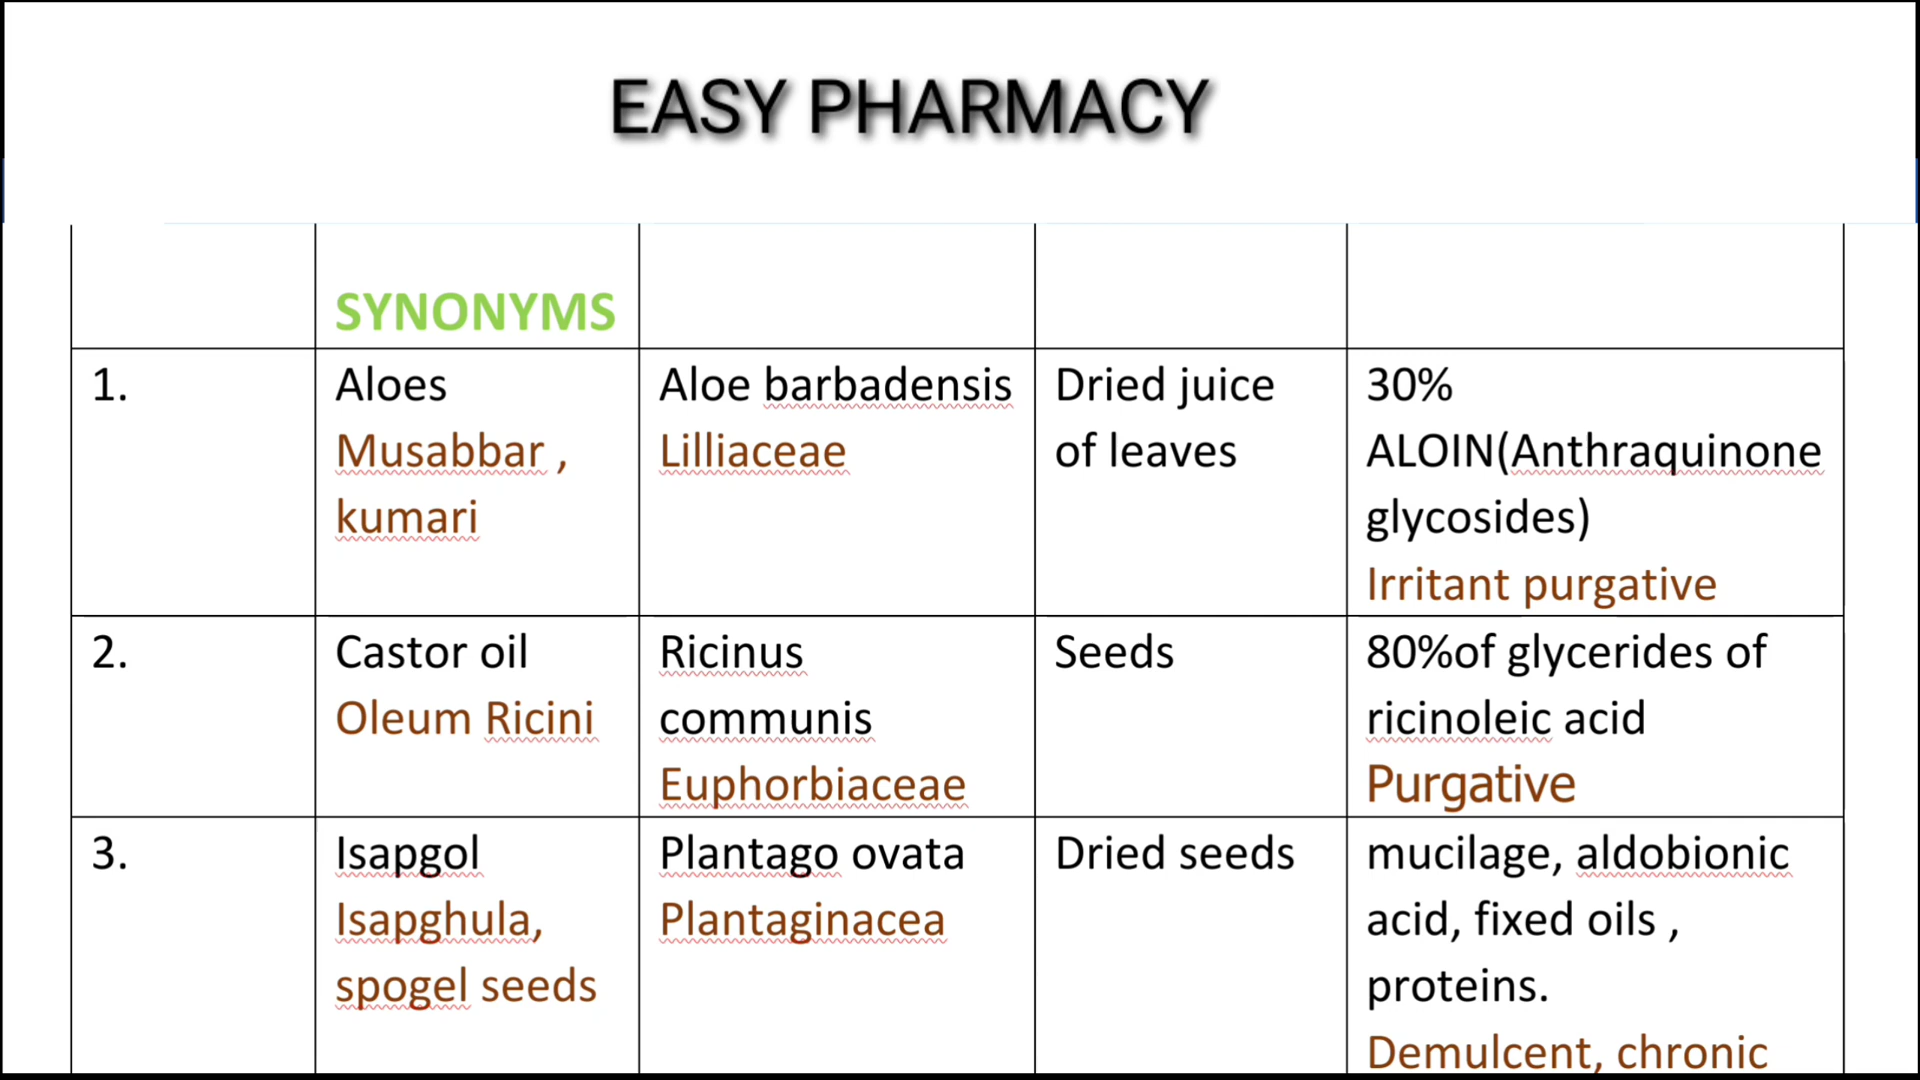 EASY PHARMACY
SYNONYMS
1.
Aloes
Musabbar ,
kumari
Aloe barbadensis
Lilliaceae
Dried juice
of leaves
30%
ALOIN(Anthraquinone
glycosides)
Irritant purgative
2.
Castor oil
Oleum Ricini
Ricinus
communis
Euphorbiaceae
Seeds
80%of glycerides of
ricinoleic acid
Purgative
3.
Isapgol
Isapghula,
spogel seeds
Plantago ovata
Plantaginacea
Dried seeds
mucilage, aldobionic
acid, fixed oils ,
proteins.
Demulcent, chronic